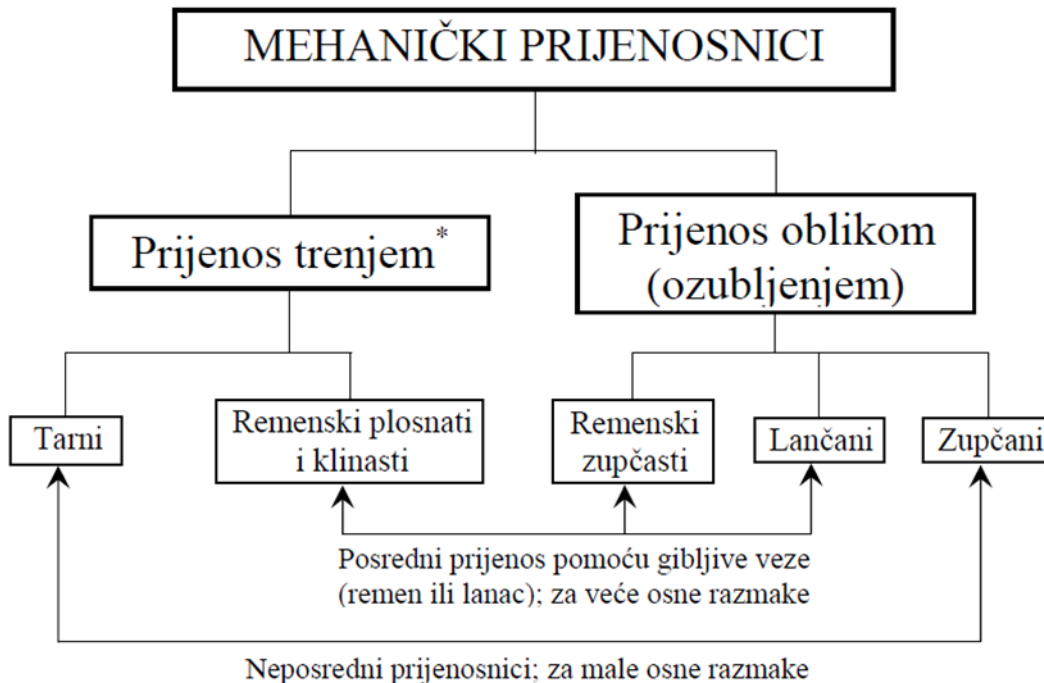 MEHANIČKI PRIJENOSNICI
Prijenos trenjem*
Prijenos oblikom
(ozubljenjem)
Tarni
Remenski plosnati
i klinasti
Remenski
zupčasti
Lančani
Zupčani
Posredni prijenos pomoću gibljive veze
(remen ili lanac); za veće osne razmake
Neposredni prijenosnici; za male osne razmake